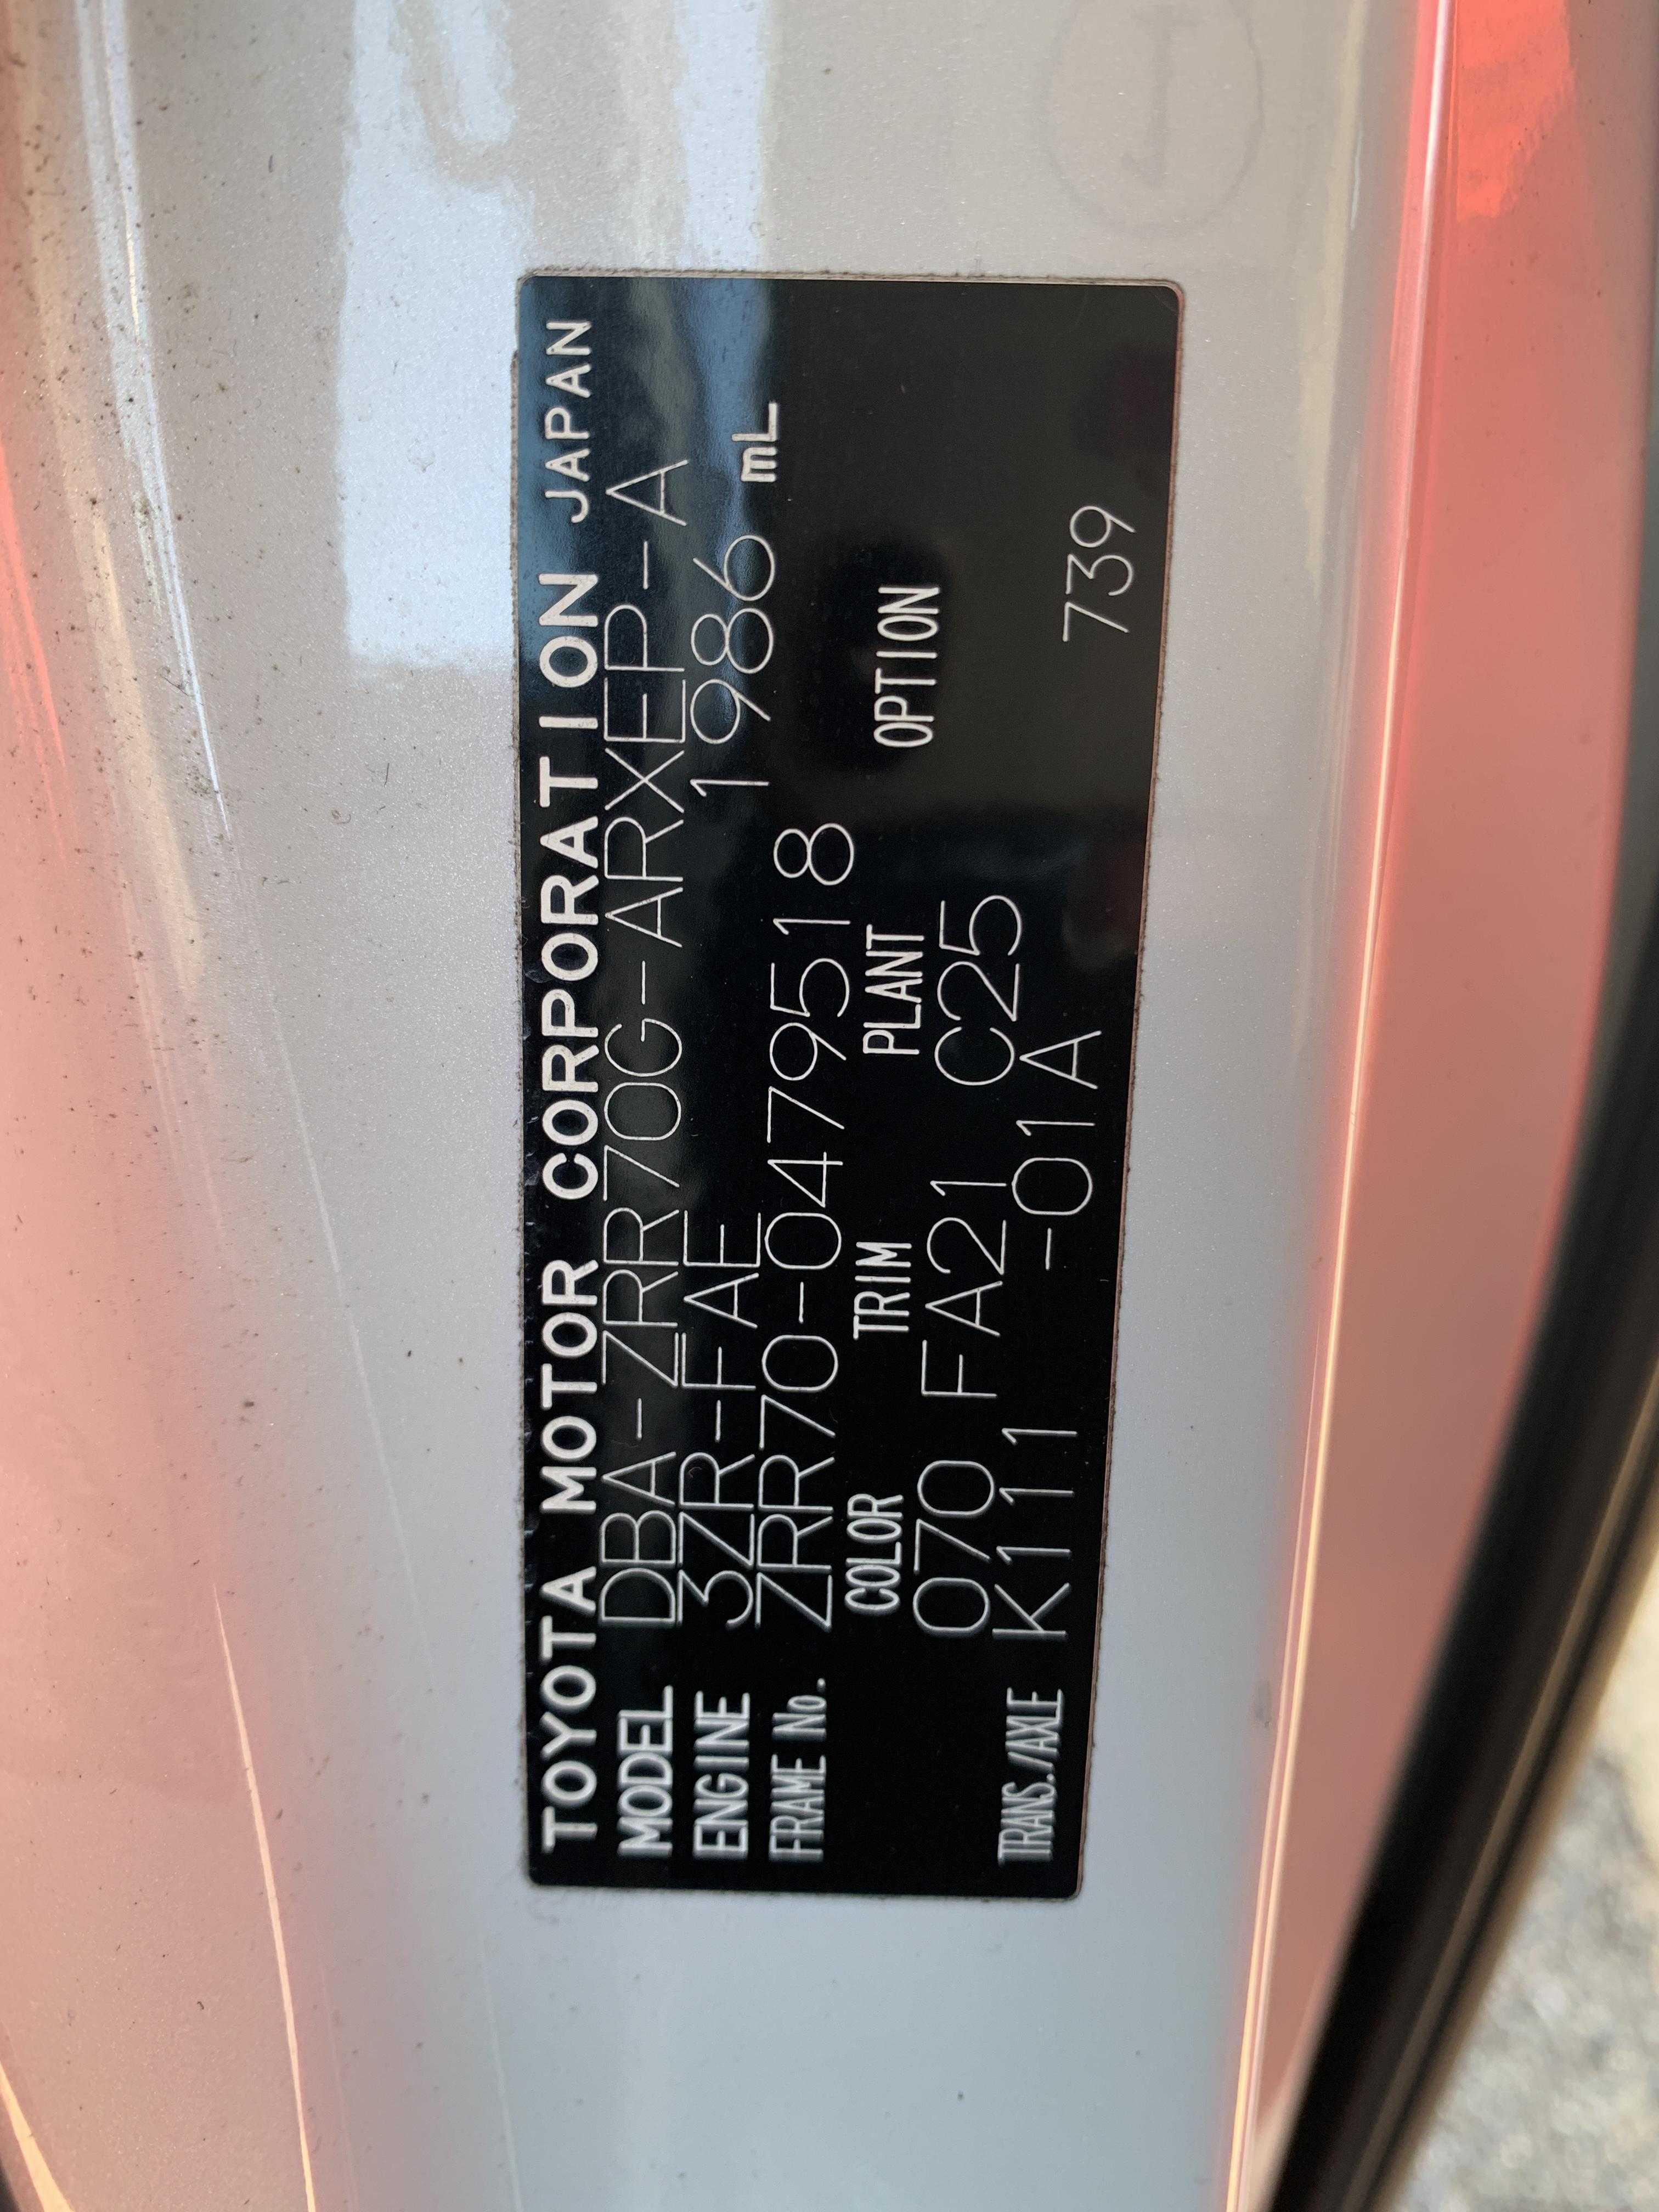 TOYOTA MOTOR CORPORATION JAPAN
MODEL DBA-ZRR70G-ARXEP-A
ENGINE 3ZR-FAE 1986 mL
FRAME No. ZRR70-0479518
COLOR TRIM PLANT OPTION
070 FA21 C25
TRANS./AXLE K111 -01A 739